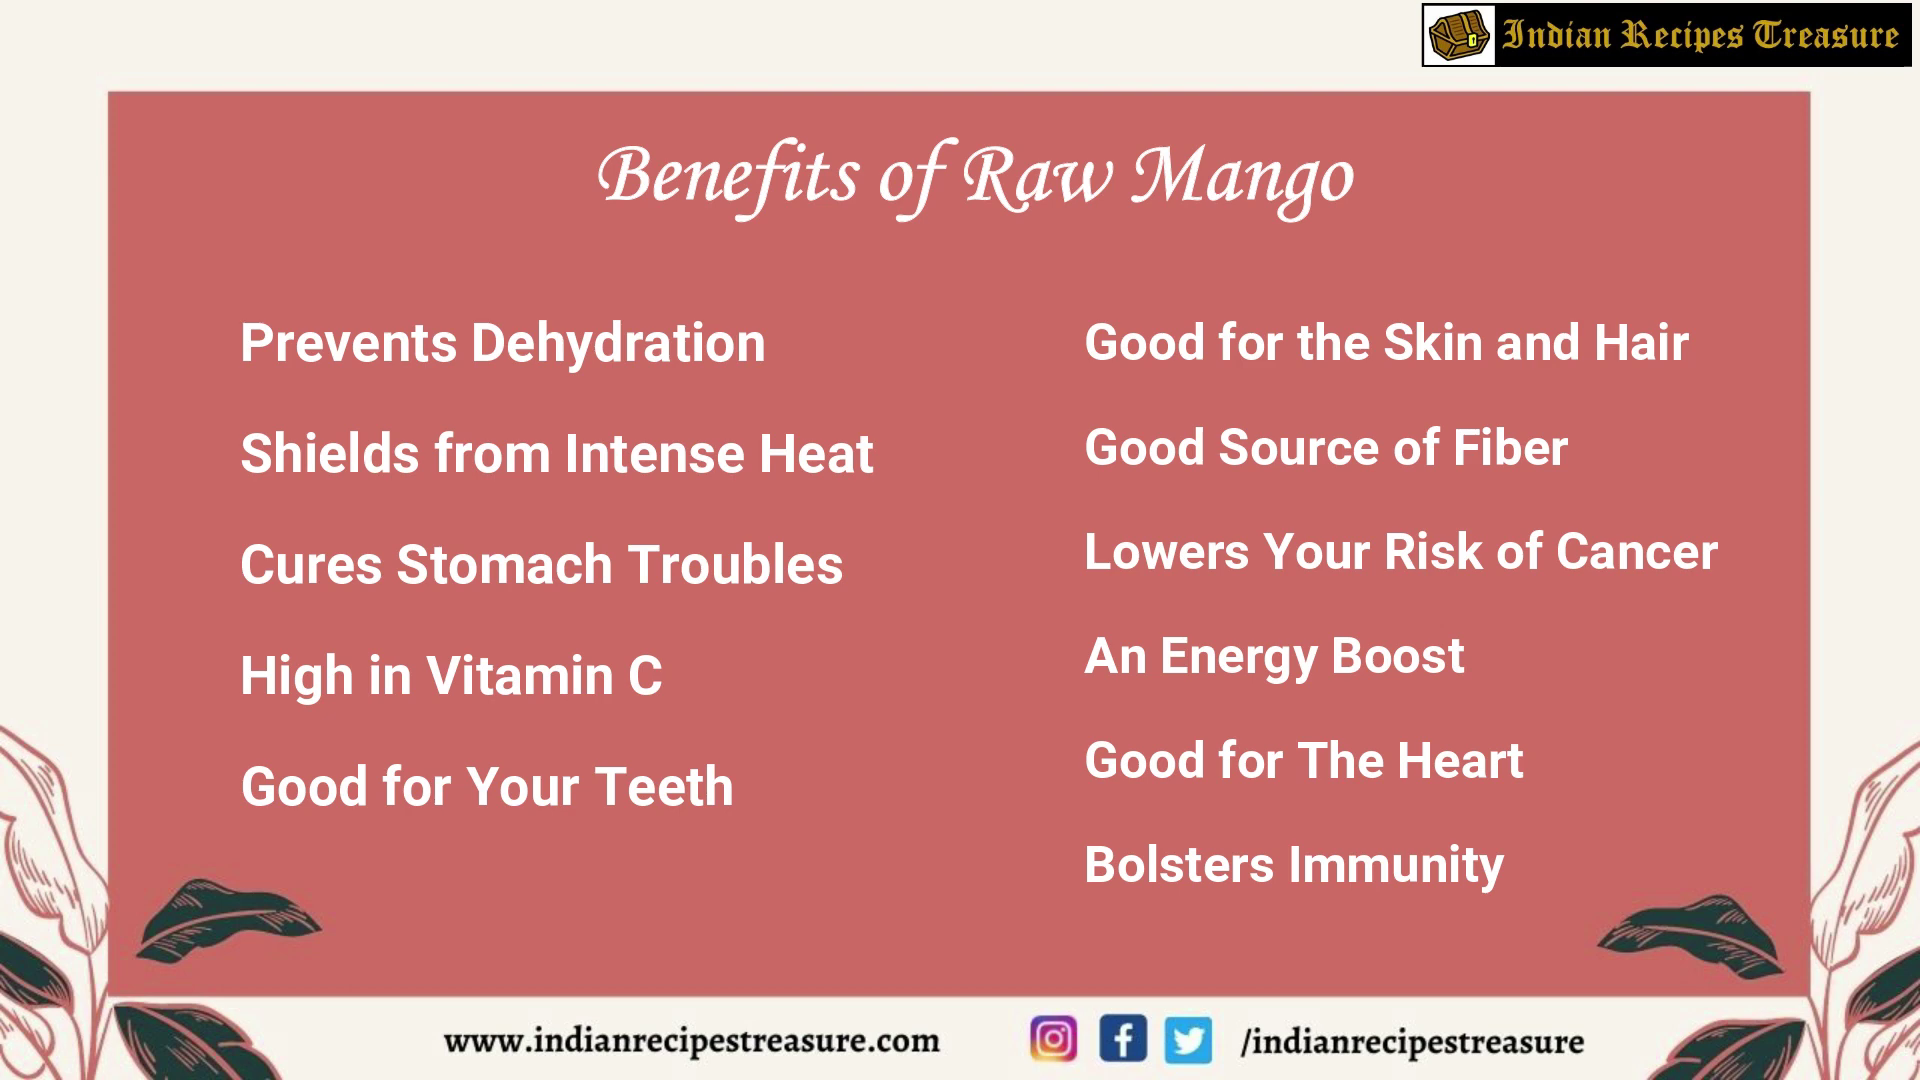 Indian Recipes Treasure
Benefits of Raw Mango
Prevents Dehydration
Shields from Intense Heat
Cures Stomach Troubles
High in Vitamin C
Good for Your Teeth
Good for the Skin and Hair
Good Source of Fiber
Lowers Your Risk of Cancer
An Energy Boost
Good for The Heart
Bolsters Immunity
www.indianrecipestreasure.com
/indianrecipestreasure